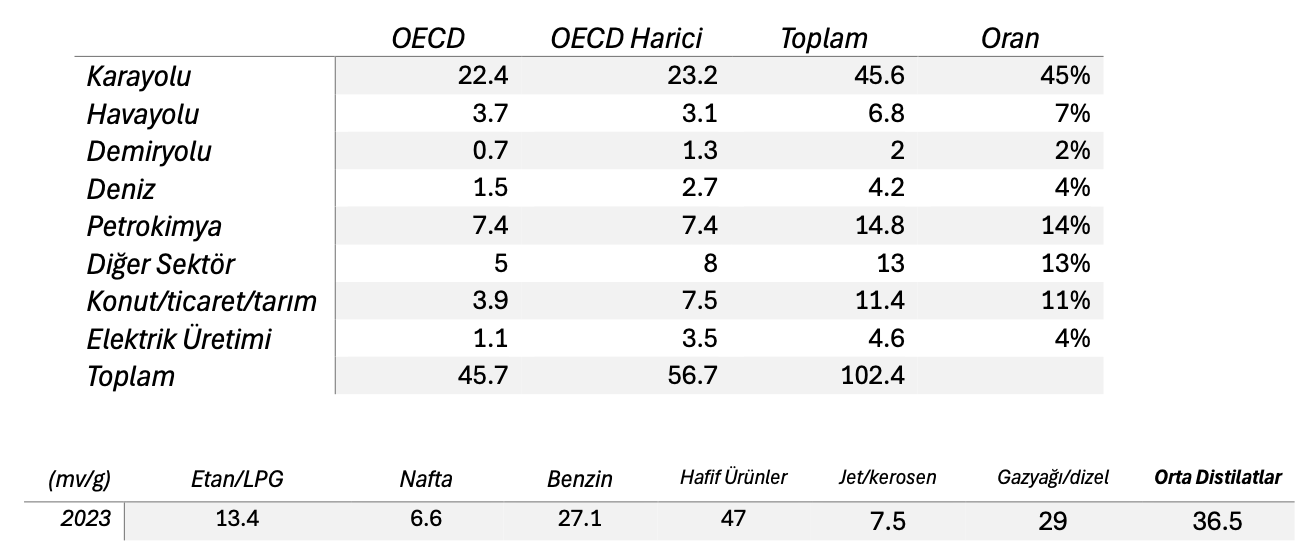 OECD OECD Harici Toplam Oran
Karayolu 22.4 23.2 45.6 45%
Havayolu 3.7 3.1 6.8 7%
Demiryolu 0.7 1.3 2 2%
Deniz 1.5 2.7 4.2 4%
Petrokimya 7.4 7.4 14.8 14%
Diğer Sektör 5 8 13 13%
Konut/ticaret/tarım 3.9 7.5 11.4 11%
Elektrik Üretimi 1.1 3.5 4.6 4%
Toplam 45.7 56.7 102.4
(mv/g) Etan/LPG Nafta Benzin Hafif Ürünler Jet/kerosen Gazyağı/dizel Orta Distilatlar
2023 13.4 6.6 27.1 47 7.5 29 36.5